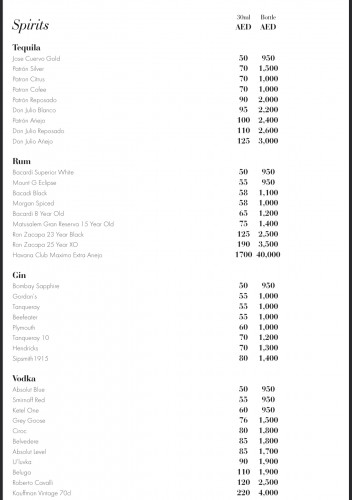 30ml Bottle
Spirits AED AED
Tequila
Jose Cuervo Gold 50 950
Patrón Silver 70 1,500
Patron Citrus 70 1,000
Patron Cofee 70 1,000
Patron Reposado 90 2,000
Don Julio Blanco 95 2,200
Patrón Anejo 100 2,400
Don Julio Reposado 110 2,600
Don Julio Añejo 125 3,000
Rum
Bacardi Superior White 50 950
Mount G Eclipse 55 950
Bacadi Black 58 1,100
Morgan Spiced 58 1,000
Bacardi 8 Year Old 65 1,200
Matusalem Gran Reserva 15 Year Old 75 1,400
Ron Zacapa 23 Year Black 125 2,500
Ron Zacapa 25 Year XO 190 3,500
Havana Club Maximo Extra Anejo 1700 40,000
Gin
Bombay Sapphire 50 950
Gordon's 55 1,000
Tanqueray 55 1,000
Beefeater 55 1,000
Plymouth 60 1,000
Tanqueray 10 70 1,200
Hendricks 70 1,300
Sipsmith1915 80 1,400
Vodka
Absolut Blue 50 950
Smirnoff Red 55 950
Ketel One 60 950
Grey Goose 76 1,500
Ciroc 80 1,800
Belvedere 85 1,800
Absolut Level 85 1,700
U'luvka 90 1,900
Beluga 110 1,900
Roberto Cavalli 120 2,500
Kauffman Vintage 70cl 220 4,000